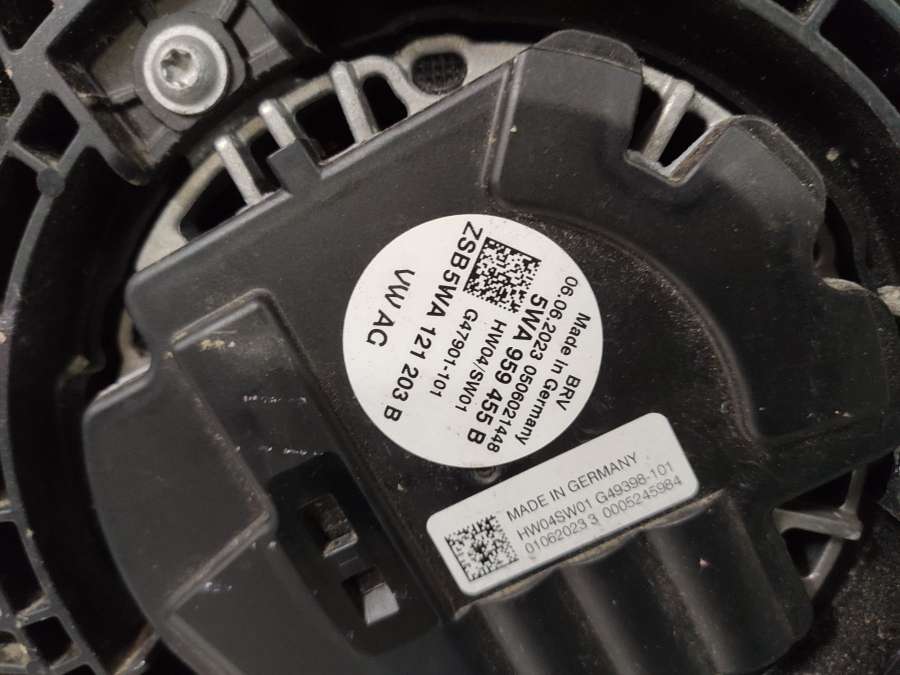 BRV
Made in Germany
06.06.2023 0506021448
5WA 959 455 B
HW04/SW01
G47901-101
ZSB5WA 121 203 B
VW AG
MADE IN GERMANY
HW04SW01 G49398-101
01062023 3 0005245984